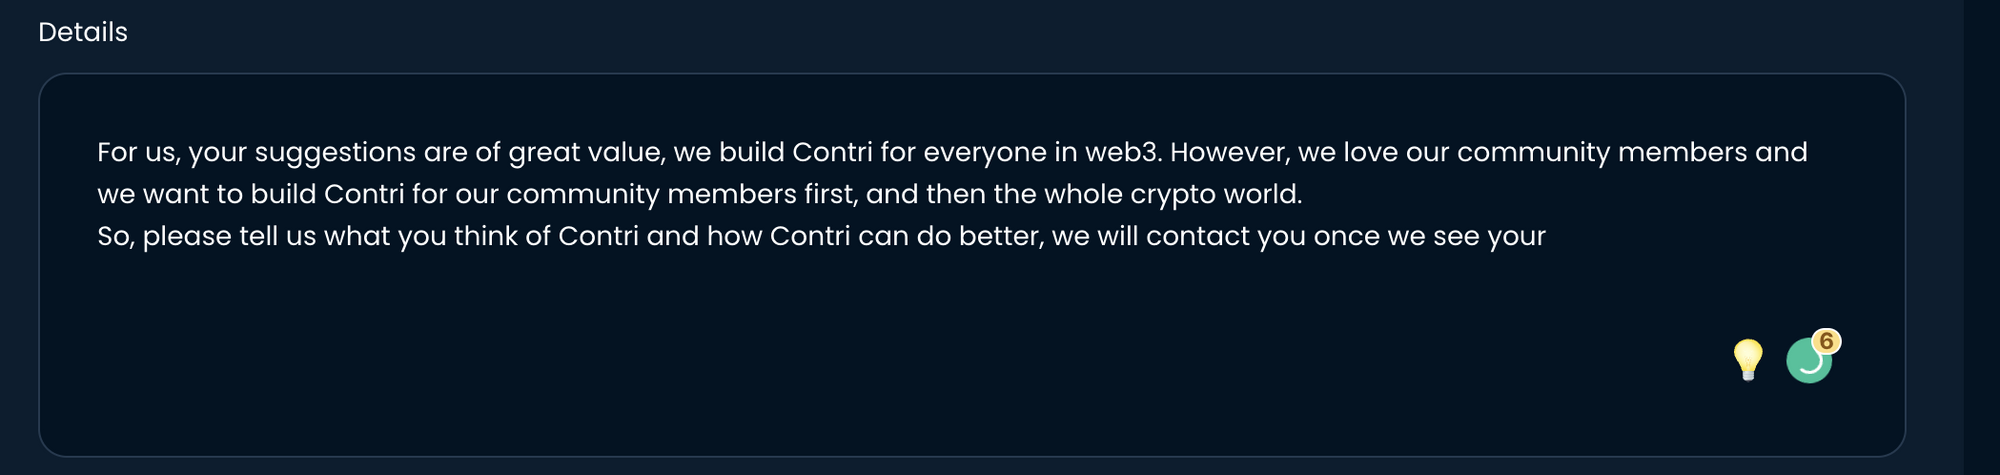 Details
For us, your suggestions are of great value, we build Contri for everyone in web3. However, we love our community members and
we want to build Contri for our community members first, and then the whole crypto world.
So, please tell us what you think of Contri and how Contri can do better, we will contact you once we see your
6